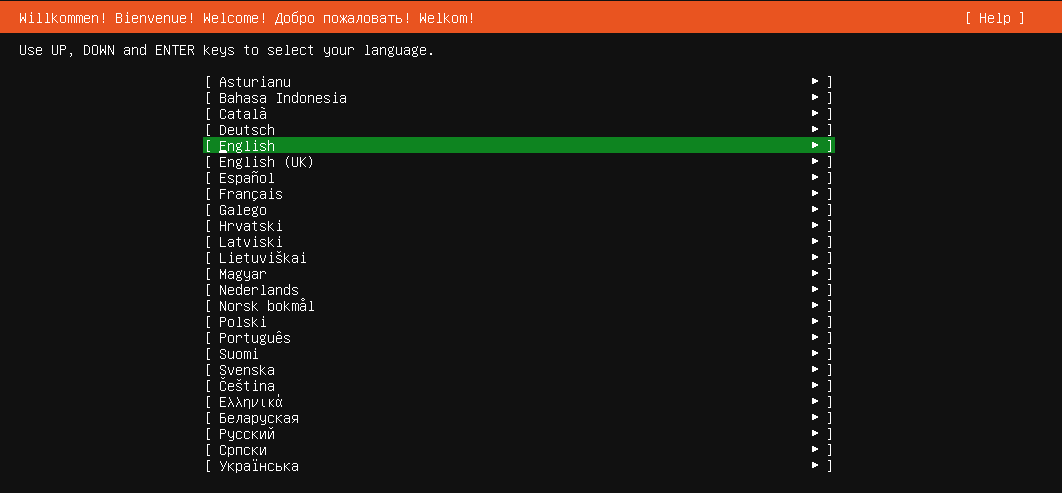 Willkommen! Bienvenue! Welcome! Добро пожаловать! Welkom! [ Help ]
Use UP, DOWN and ENTER keys to select your language.
[ Asturianu ► ]
[ Bahasa Indonesia ► ]
[ Català ► ]
[ Deutsch ► ]
[ English ► ]
[ English (UK) ► ]
[ Español ► ]
[ Français ► ]
[ Galego ► ]
[ Hrvatski ► ]
[ Latviski ► ]
[ Lietuviškai ► ]
[ Magyar ► ]
[ Nederlands ► ]
[ Norsk bokmål ► ]
[ Polski ► ]
[ Português ► ]
[ Suomi ► ]
[ Svenska ► ]
[ Čeština ► ]
[ Ελληνικά ► ]
[ Беларуская ► ]
[ Русский ► ]
[ Српски ► ]
[ Українська ► ]